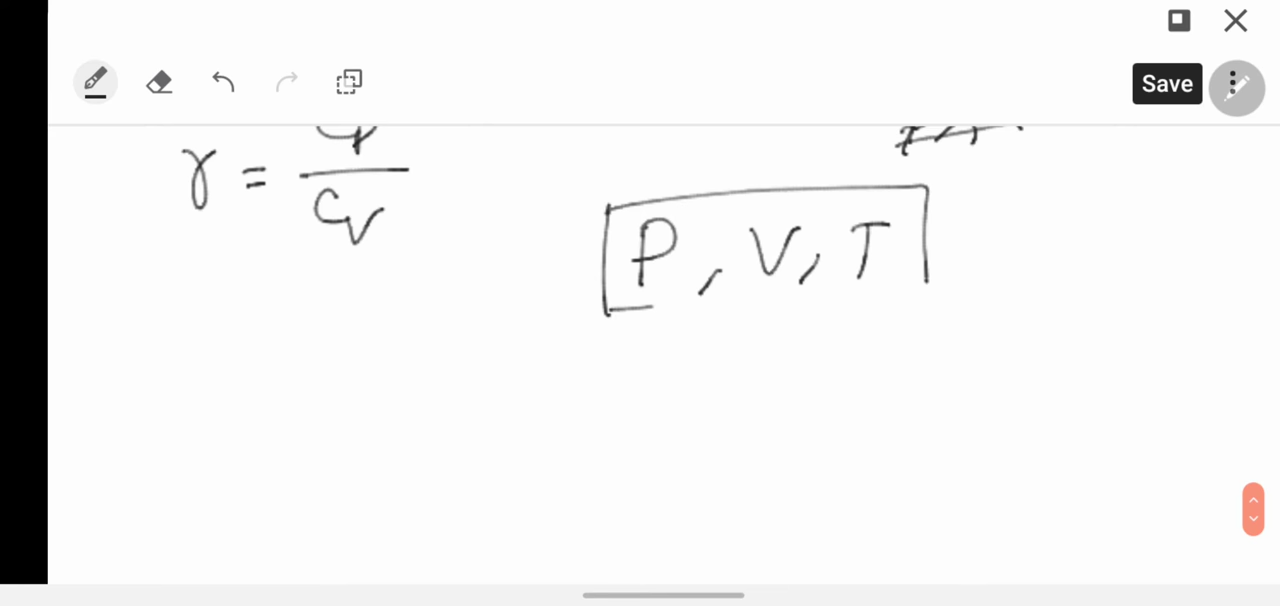 Save
γ = C / Cv
P, V, T